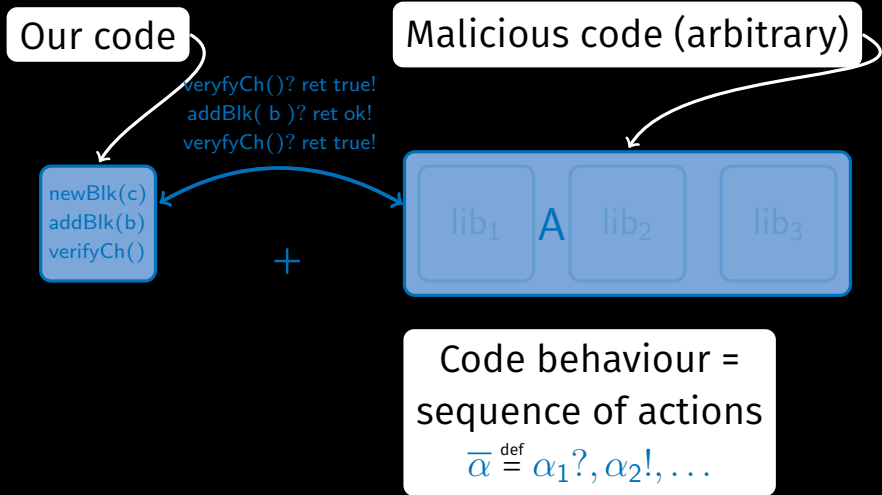 Our code
Malicious code (arbitrary)
veryfyCh()? ret true!
addBlk( b )? ret ok!
veryfyCh()? ret true!
newBlk(c)
addBlk(b)
verifyCh()
+
lib₁ A lib₂ lib₃
Code behaviour =
sequence of actions
α̅ ≝ α₁?, α₂!, …